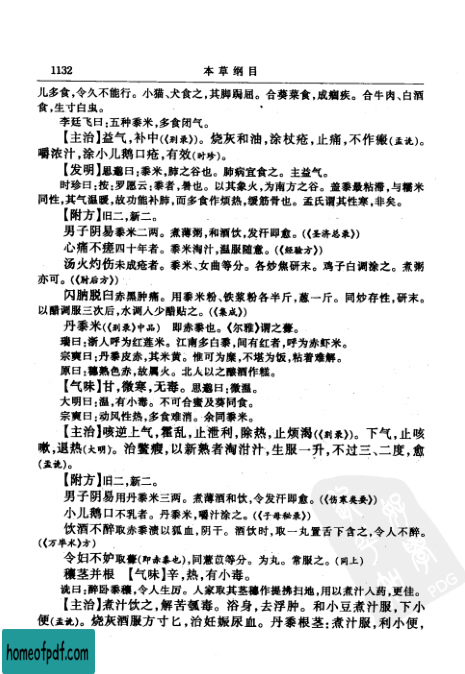 1132
本草纲目
儿多食,令久不能行。小猫、犬食之,其脚跼屈。合葵菜食,成痼疾。合牛肉、白酒
食,生寸白虫。
李廷飞曰:五种黍米,多食闭气。
【主治】益气,补中(《别录》)。烧灰和油,涂杖疮,止痛,不作瘢(孟诜)。
嚼浓汁,涂小儿鹅口疮,有效(时珍)。
【发明】思邈曰:黍米,肺之谷也。肺病宜食之。主益气。
时珍曰:按:罗愿云:黍者,暑也。以其象火,为南方之谷。盖黍最粘滞,与糯米
同性,其气温暖,故功能补肺,而多食作烦热,缓筋骨也。孟氏谓其性寒,非矣。
【附方】旧二,新二。
男子阴易黍米二两。煮薄粥,和酒饮,发汗即愈。(《圣济总录》)
心痛不瘥四十年者。黍米淘汁,温服随意。(《经验方》)
汤火灼伤未成疮者。黍米、女曲等分。各炒焦研末。鸡子白调涂之。煮粥
亦可。(《肘后方》)
闪肭脱臼赤黑肿痛。用黍米粉、铁浆粉各半斤,葱一斤。同炒存性,研末。
以醋调服三次后,水调入少醋贴之。(《集成》)
丹黍米(《别录》中品) 即赤黍也。《尔雅》谓之虋。
瑞曰:浙人呼为红莲米。江南多白黍,间有红者,呼为赤虾米。
宗奭曰:丹黍皮赤,其米黄。惟可为糜,不堪为饭,粘着难解。
原曰:穗熟色赤,故属火。北人以之酿酒作糕。
【气味】甘,微寒,无毒。思邈曰:微温。
大明曰:温,有小毒。不可合蜜及葵同食。
宗奭曰:动风性热,多食难消。余同黍米。
【主治】咳逆上气,霍乱,止泄利,除热,止烦渴(《别录》)。下气,止咳
嗽,退热(大明)。治鳖瘕,以新熟者淘泔汁,生服一升,不过三、二度,愈
(孟诜)。
【附方】旧二,新二。
男子阴易用丹黍米三两。煮薄酒和饮,令发汗即愈。(《伤寒类要》)
小儿鹅口不乳者。丹黍米,嚼汁涂之。(《子母秘录》)
饮酒不醉取赤黍渍以狐血,阴干。酒饮时,取一丸置舌下含之,令人不醉。
(《万毕术》方)
令妇不妒取虋(即赤黍也),同薏苡等分。为丸。常服之。(同上)
穰茎并根 【气味】辛,热,有小毒。
诜曰:醉卧黍穰,令人生厉。人家取其茎穗作提拂扫地,用以煮汁入药,更佳。
【主治】煮汁饮之,解苦瓠毒。浴身,去浮肿。和小豆煮汁服,下小
便(孟诜)。烧灰酒服方寸匕,治妊娠尿血。丹黍根茎:煮汁服,利小便,
PDG
homeofpdf.com